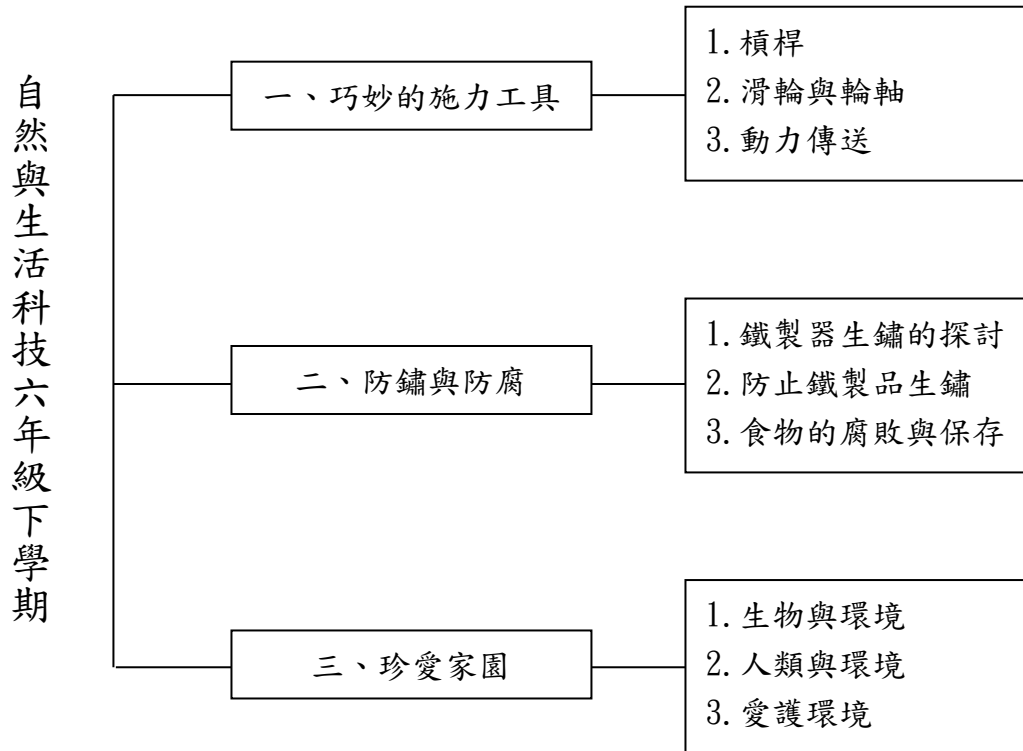 自然與生活科技六年級下學期
一、巧妙的施力工具
1.槓桿
2.滑輪與輪軸
3.動力傳送
二、防鏽與防腐
1.鐵製器生鏽的探討
2.防止鐵製品生鏽
3.食物的腐敗與保存
三、珍愛家園
1.生物與環境
2.人類與環境
3.愛護環境